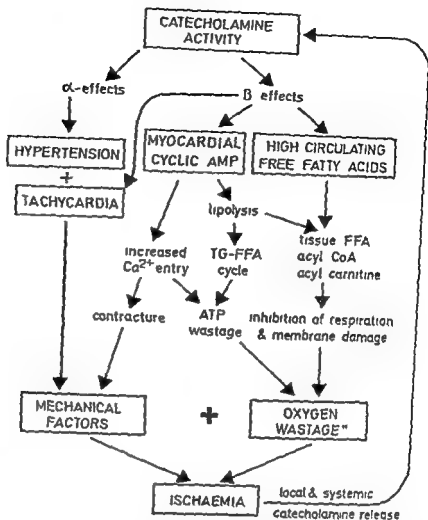 CATECHOLAMINE
ACTIVITY
α-effects
ß effects
HYPERTENSION
+
TACHYCARDIA
MYOCARDIAL
CYCLIC AMP
HIGH CIRCULATING
FREE FATTY ACIDS
lipolysis
increased
Ca2+ entry
TG-FFA
cycle
tissue FFA
acyl CoA
acyl carnitine
contracture
ATP
wastage
inhibition of respiration
& membrane damage
MECHANICAL
FACTORS
+
OXYGEN
WASTAGE"
ISCHAEMIA
local & systemic
catecholamine release